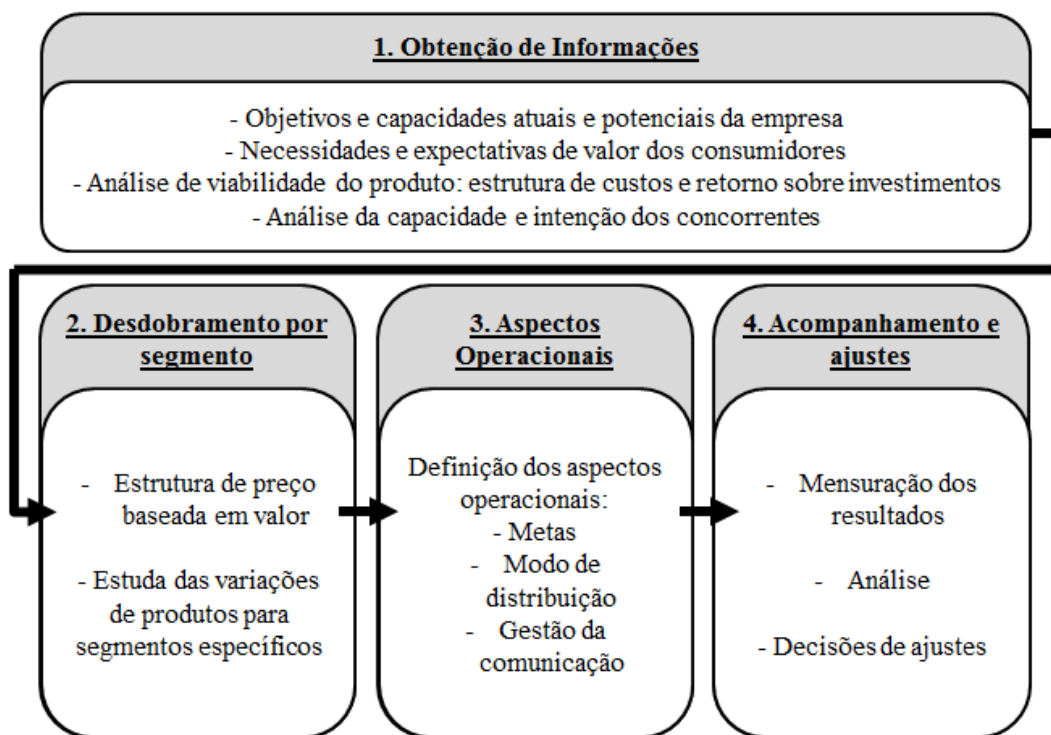 1. Obtenção de Informações
- Objetivos e capacidades atuais e potenciais da empresa
- Necessidades e expectativas de valor dos consumidores
- Análise de viabilidade do produto: estrutura de custos e retorno sobre investimentos
- Análise da capacidade e intenção dos concorrentes
2. Desdobramento por
segmento
- Estrutura de preço
baseada em valor
- Estuda das variações
de produtos para
segmentos específicos
3. Aspectos
Operacionais
Definição dos aspectos
operacionais:
- Metas
- Modo de
distribuição
- Gestão da
comunicação
4. Acompanhamento e
ajustes
- Mensuração dos
resultados
- Análise
- Decisões de ajustes